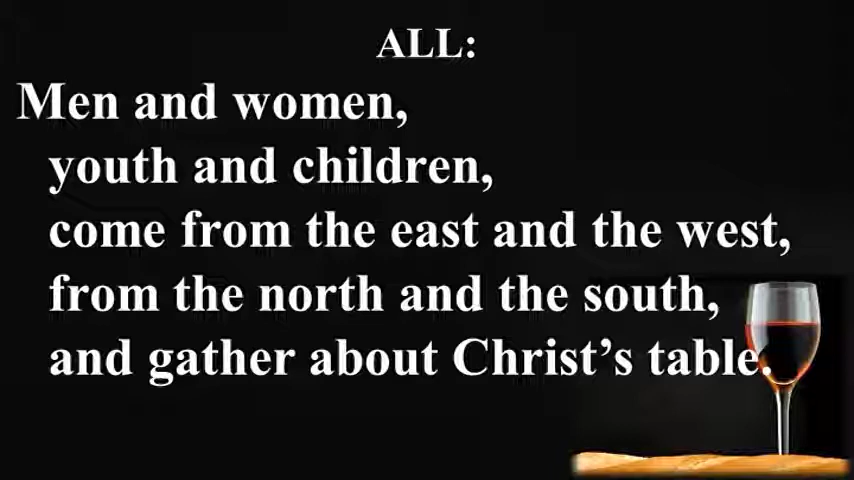 ALL:
Men and women,
youth and children,
come from the east and the west,
from the north and the south,
and gather about Christ’s table.